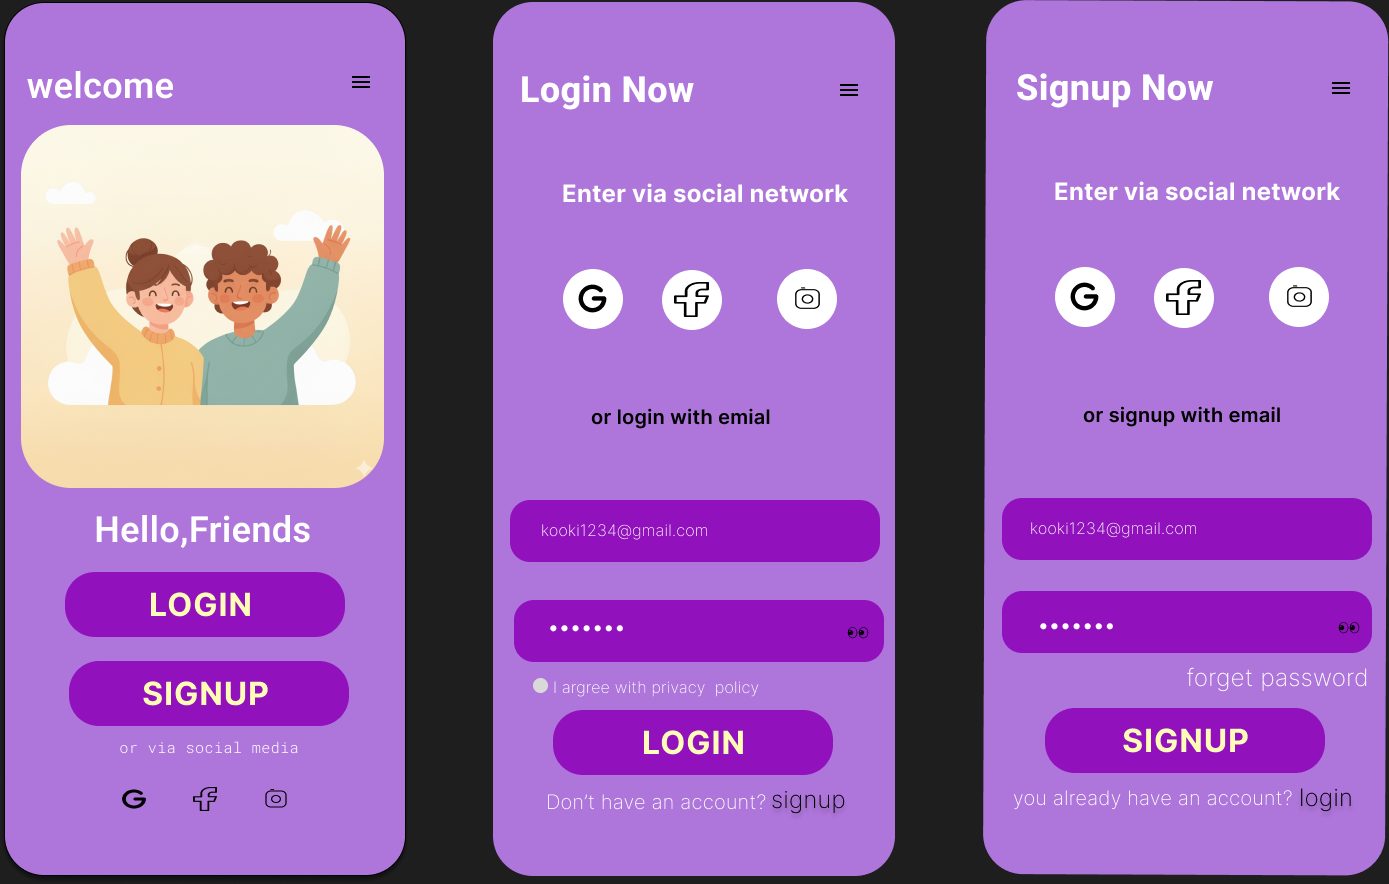 welcome
Hello,Friends
LOGIN
SIGNUP
or via social media
Login Now
Enter via social network
or login with emial
kooki1234@gmail.com
•••••••
I argree with privacy  policy
LOGIN
Don't have an account? signup
Signup Now
Enter via social network
or signup with email
kooki1234@gmail.com
•••••••
forget password
SIGNUP
you already have an account? login